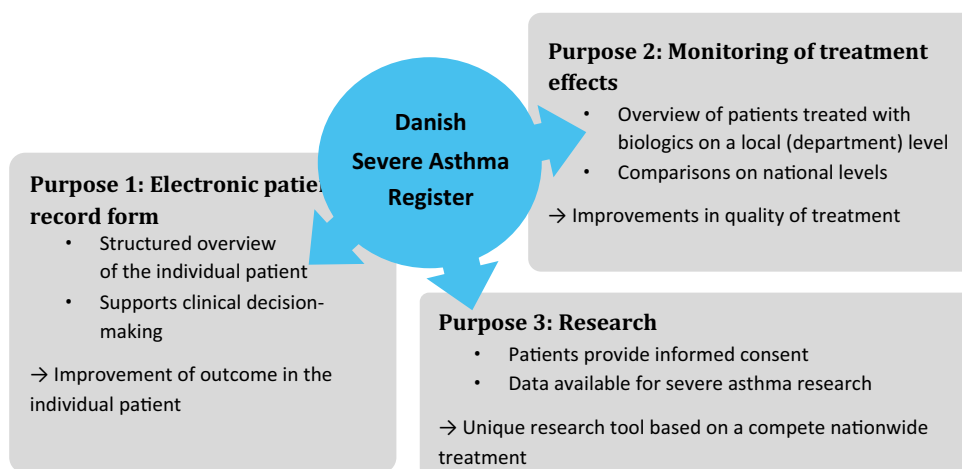 Danish
Severe Asthma
Register
Purpose 1: Electronic patie
record form
• Structured overview
of the individual patient
• Supports clinical decision-
making
→ Improvement of outcome in the
individual patient
Purpose 2: Monitoring of treatment
effects
• Overview of patients treated with
biologics on a local (department) level
• Comparisons on national levels
→ Improvements in quality of treatment
Purpose 3: Research
• Patients provide informed consent
• Data available for severe asthma research
→ Unique research tool based on a compete nationwide
treatment